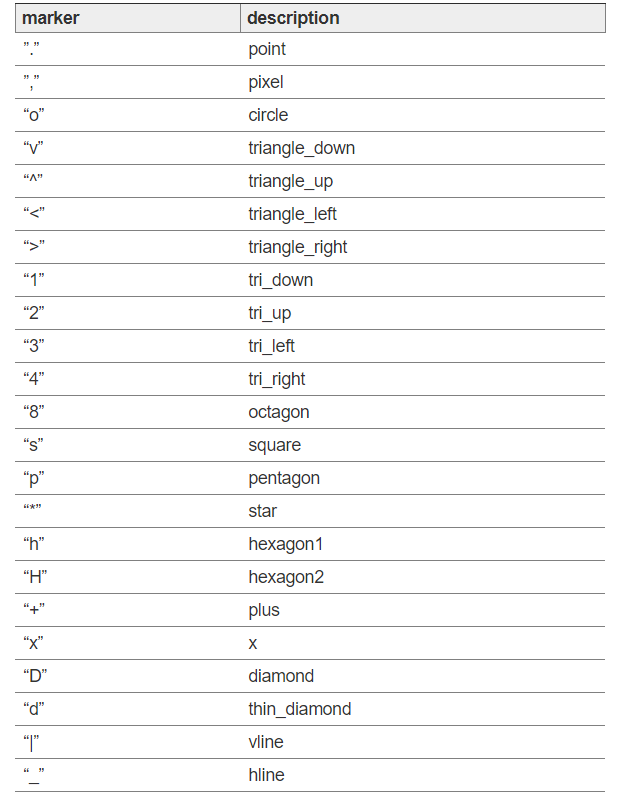 marker description
”.” point
”,” pixel
“o” circle
“v” triangle_down
“^” triangle_up
“<” triangle_left
“>” triangle_right
“1” tri_down
“2” tri_up
“3” tri_left
“4” tri_right
“8” octagon
“s” square
“p” pentagon
“*” star
“h” hexagon1
“H” hexagon2
“+” plus
“x” x
“D” diamond
“d” thin_diamond
“|” vline
“_” hline